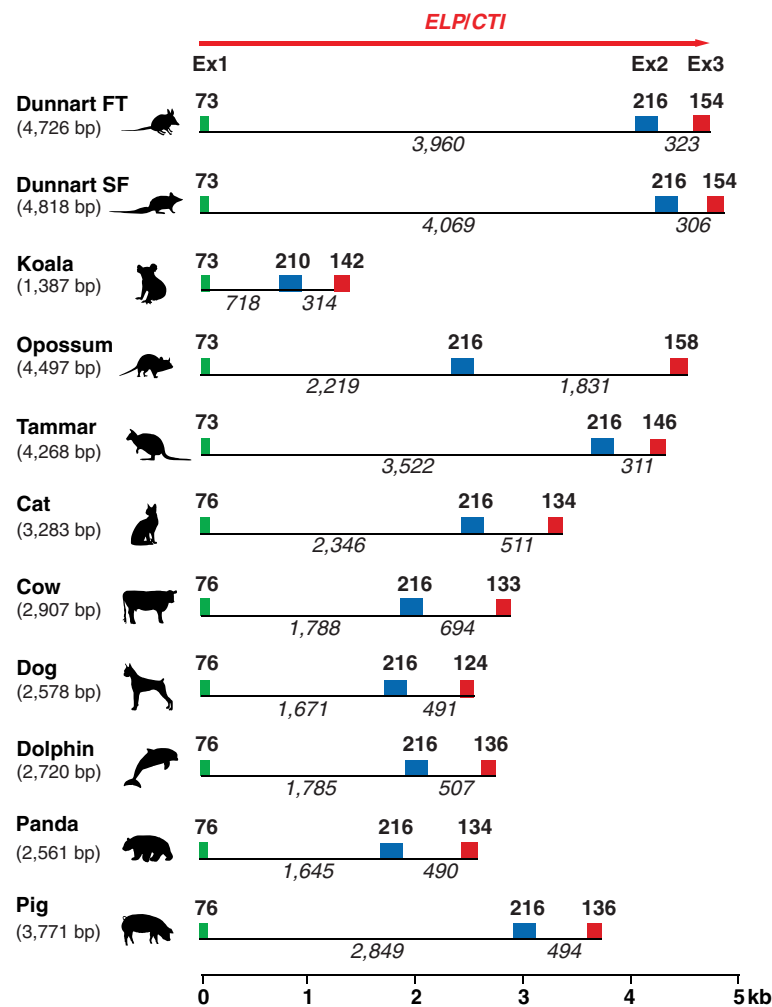 ELP/CTI
Ex1 Ex2 Ex3
Dunnart FT 73 216 154
(4,726 bp)
3,960 323
Dunnart SF 73 216 154
(4,818 bp)
4,069 306
Koala 73 210 142
(1,387 bp)
718 314
Opossum 73 216 158
(4,497 bp)
2,219 1,831
Tammar 73 216 146
(4,268 bp)
3,522 311
Cat 76 216 134
(3,283 bp)
2,346 511
Cow 76 216 133
(2,907 bp)
1,788 694
Dog 76 216 124
(2,578 bp)
1,671 491
Dolphin 76 216 136
(2,720 bp)
1,785 507
Panda 76 216 134
(2,561 bp)
1,645 490
Pig 76 216 136
(3,771 bp)
2,849 494
0 1 2 3 4 5 kb